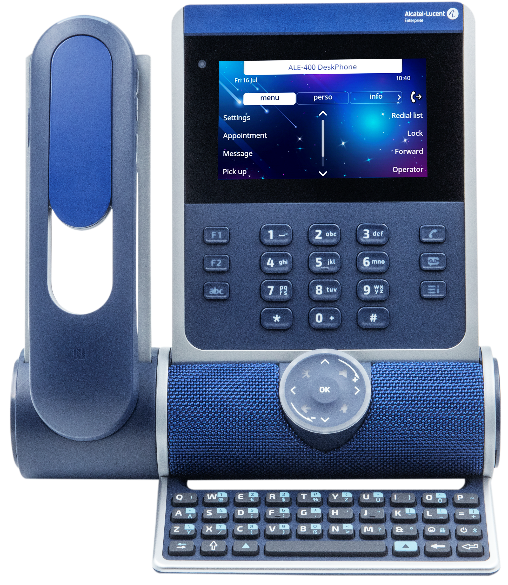 Alcatel-Lucent
Enterprise
ALE-400 DeskPhone
Fri 16 Jul 10:40
menu perso info
Settings Redial list
Appointment Lock
Message Forward
Pick up Operator
F1 1 2 abc 3 def
F2 4 ghi 5 jkl 6 mno
abc 7 pqrs 8 tuv 9 wxyz i
* 0 + #
OK
Q W E R T Y U I O P
A S D F G H J K L
Z X C V B N M &